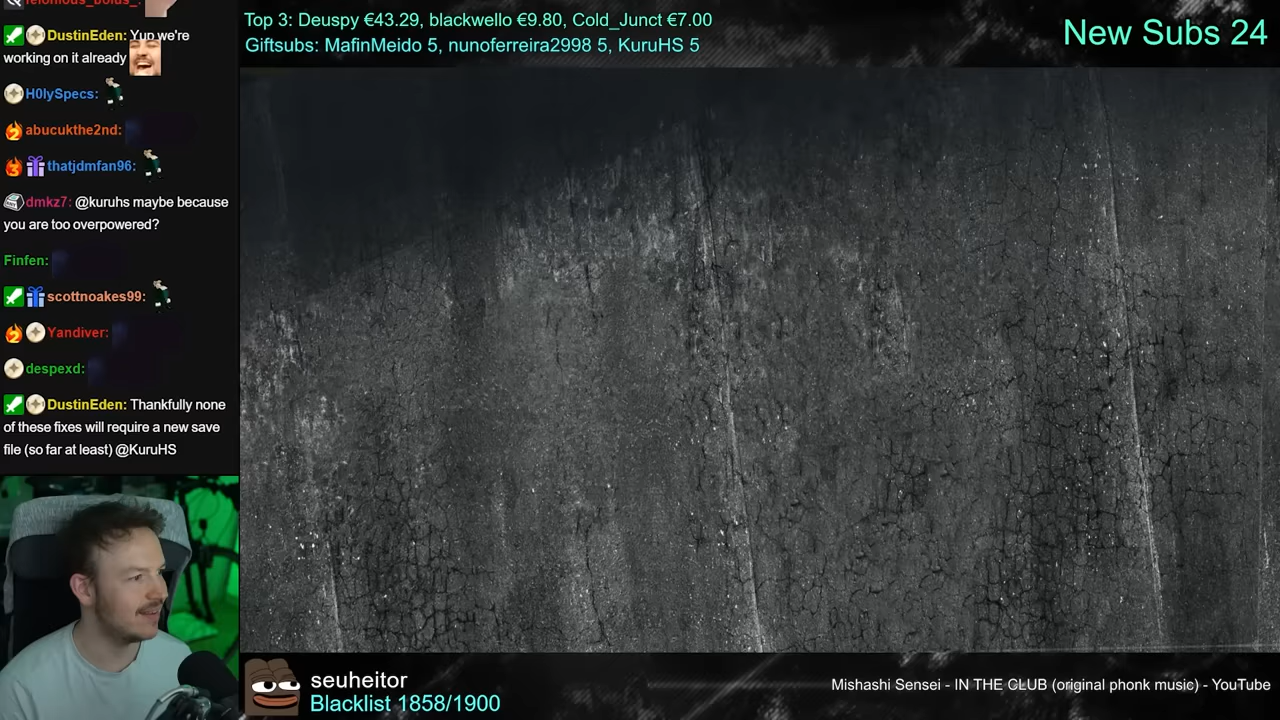 Top 3: Deuspy €43.29, blackwello €9.80, Cold_Junct €7.00
Giftsubs: MafinMeido 5, nunoferreira2998 5, KuruHS 5
New Subs 24
DustinEden: Yup we're
working on it already
H0lySpecs:
abucukthe2nd:
thatjdmfan96:
dmkz7: @kuruhs maybe because
you are too overpowered?
Finfen:
scottnoakes99:
Yandiver:
despexd:
DustinEden: Thankfully none
of these fixes will require a new save
file (so far at least) @KuruHS
seuheitor
Blacklist 1858/1900
Mishashi Sensei - IN THE CLUB (original phonk music) - YouTube